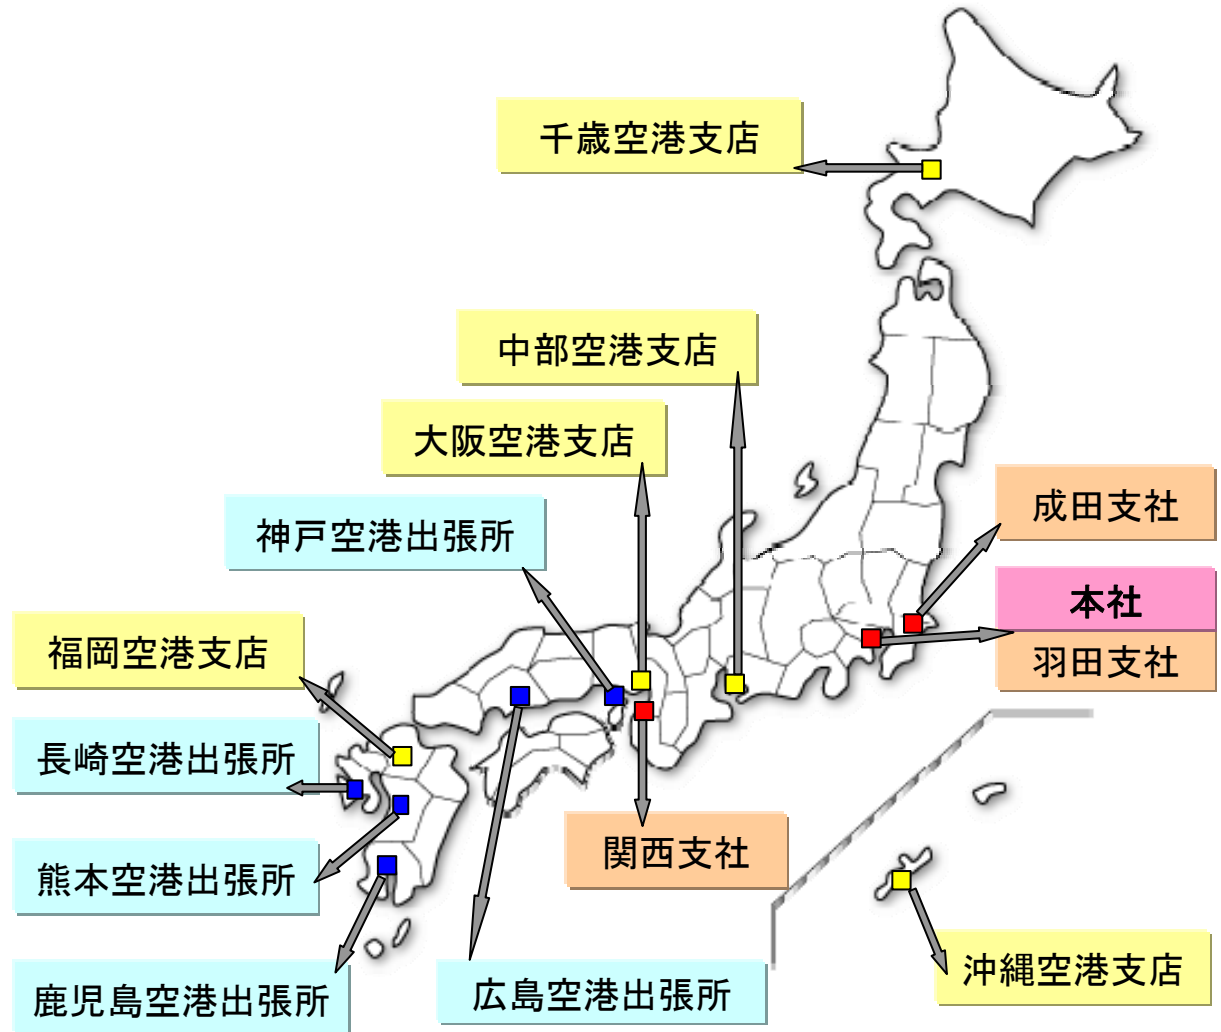 千歳空港支店
中部空港支店
大阪空港支店
成田支社
神戸空港出張所
本社
福岡空港支店
羽田支社
長崎空港出張所
関西支社
熊本空港出張所
沖縄空港支店
鹿児島空港出張所
広島空港出張所